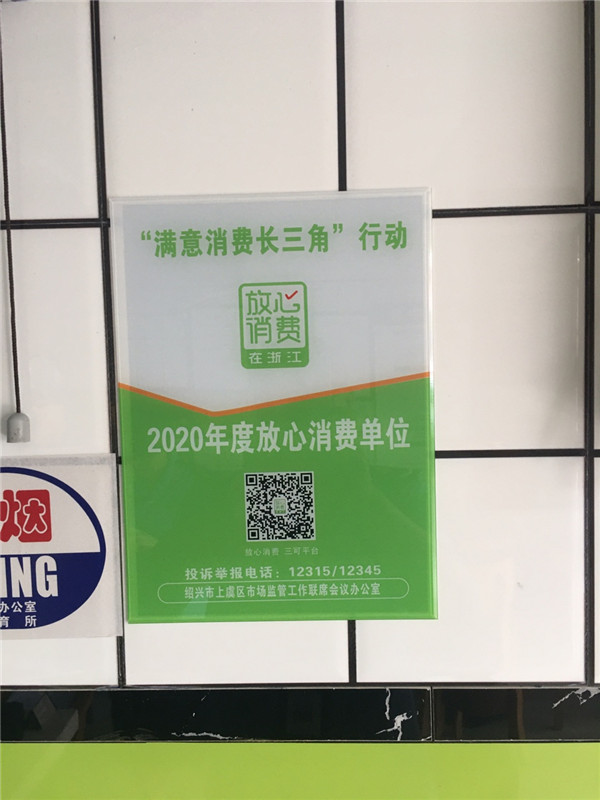 “满意消费长三角”行动
放心
消费
在浙江
2020年度放心消费单位
放心消费 三可平台
投诉举报电话：12315/12345
绍兴市上虞区市场监管工作联席会议办公室
烟
ING
办公室
育所